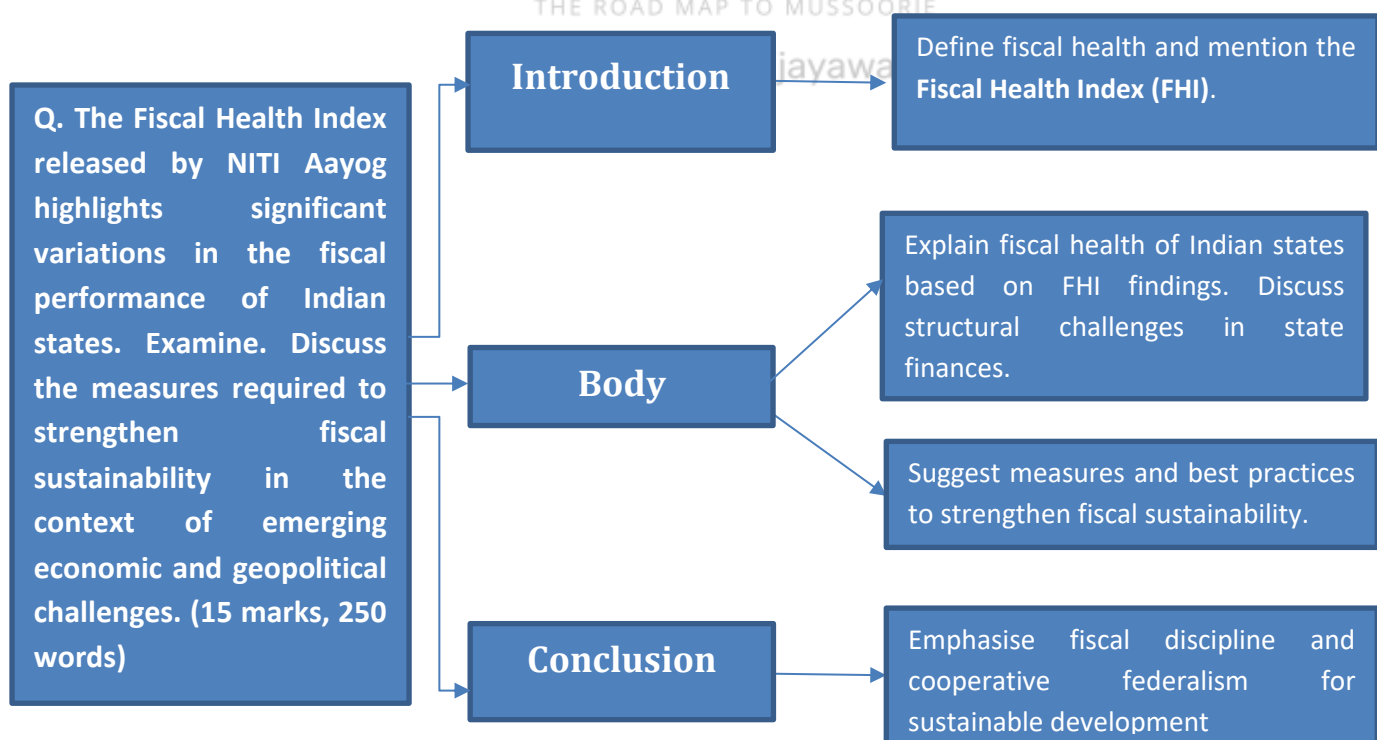 THE ROAD MAP TO MUSSOORIE
Q. The Fiscal Health Index
released by NITI Aayog
highlights significant
variations in the fiscal
performance of Indian
states. Examine. Discuss
the measures required to
strengthen fiscal
sustainability in the
context of emerging
economic and geopolitical
challenges. (15 marks, 250
words)
Introduction
jayawa
Define fiscal health and mention the
Fiscal Health Index (FHI).
Body
Explain fiscal health of Indian states
based on FHI findings. Discuss
structural challenges in state
finances.
Suggest measures and best practices
to strengthen fiscal sustainability.
Conclusion
Emphasise fiscal discipline and
cooperative federalism for
sustainable development